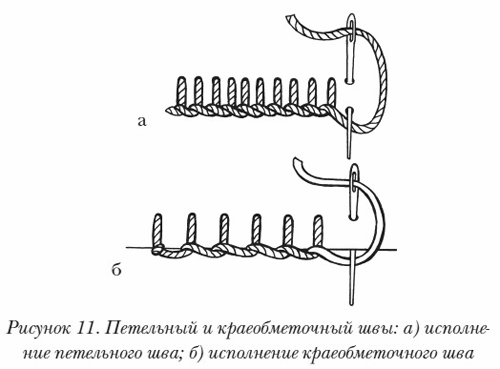 а
б
Рисунок 11. Петельный и краеобметочный швы: а) исполне-
ние петельного шва; б) исполнение краеобметочного шва